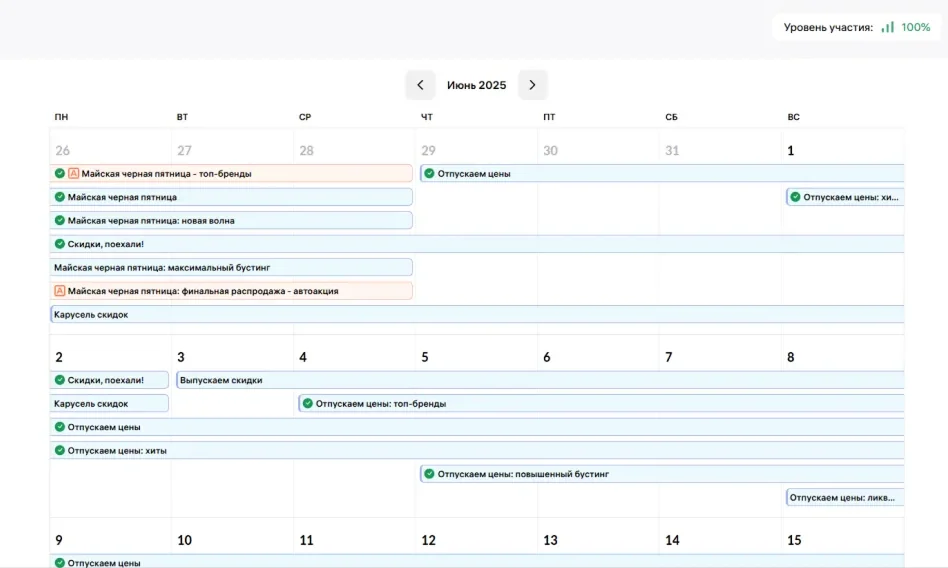 Уровень участия: 100%
Июнь 2025
ПН ВТ СР ЧТ ПТ СБ ВС
26 27 28 29 30 31 1
А Майская черная пятница - топ-бренды Отпускаем цены
Майская черная пятница Отпускаем цены: хи...
Майская черная пятница: новая волна
Скидки, поехали!
Майская черная пятница: максимальный бустинг
А Майская черная пятница: финальная распродажа - автоакция
Карусель скидок
2 3 4 5 6 7 8
Скидки, поехали! Выпускаем скидки
Карусель скидок Отпускаем цены: топ-бренды
Отпускаем цены
Отпускаем цены: хиты
Отпускаем цены: повышенный бустинг
Отпускаем цены: ликв...
9 10 11 12 13 14 15
Отпускаем цены